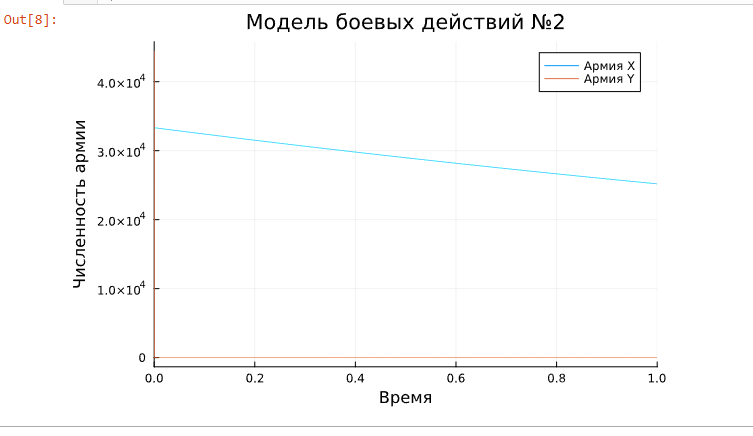 Out[8]:
Модель боевых действий №2
Армия X
Армия Y
Численность армии
4.0×10⁴
3.0×10⁴
2.0×10⁴
1.0×10⁴
0
0.0 0.2 0.4 0.6 0.8 1.0
Время